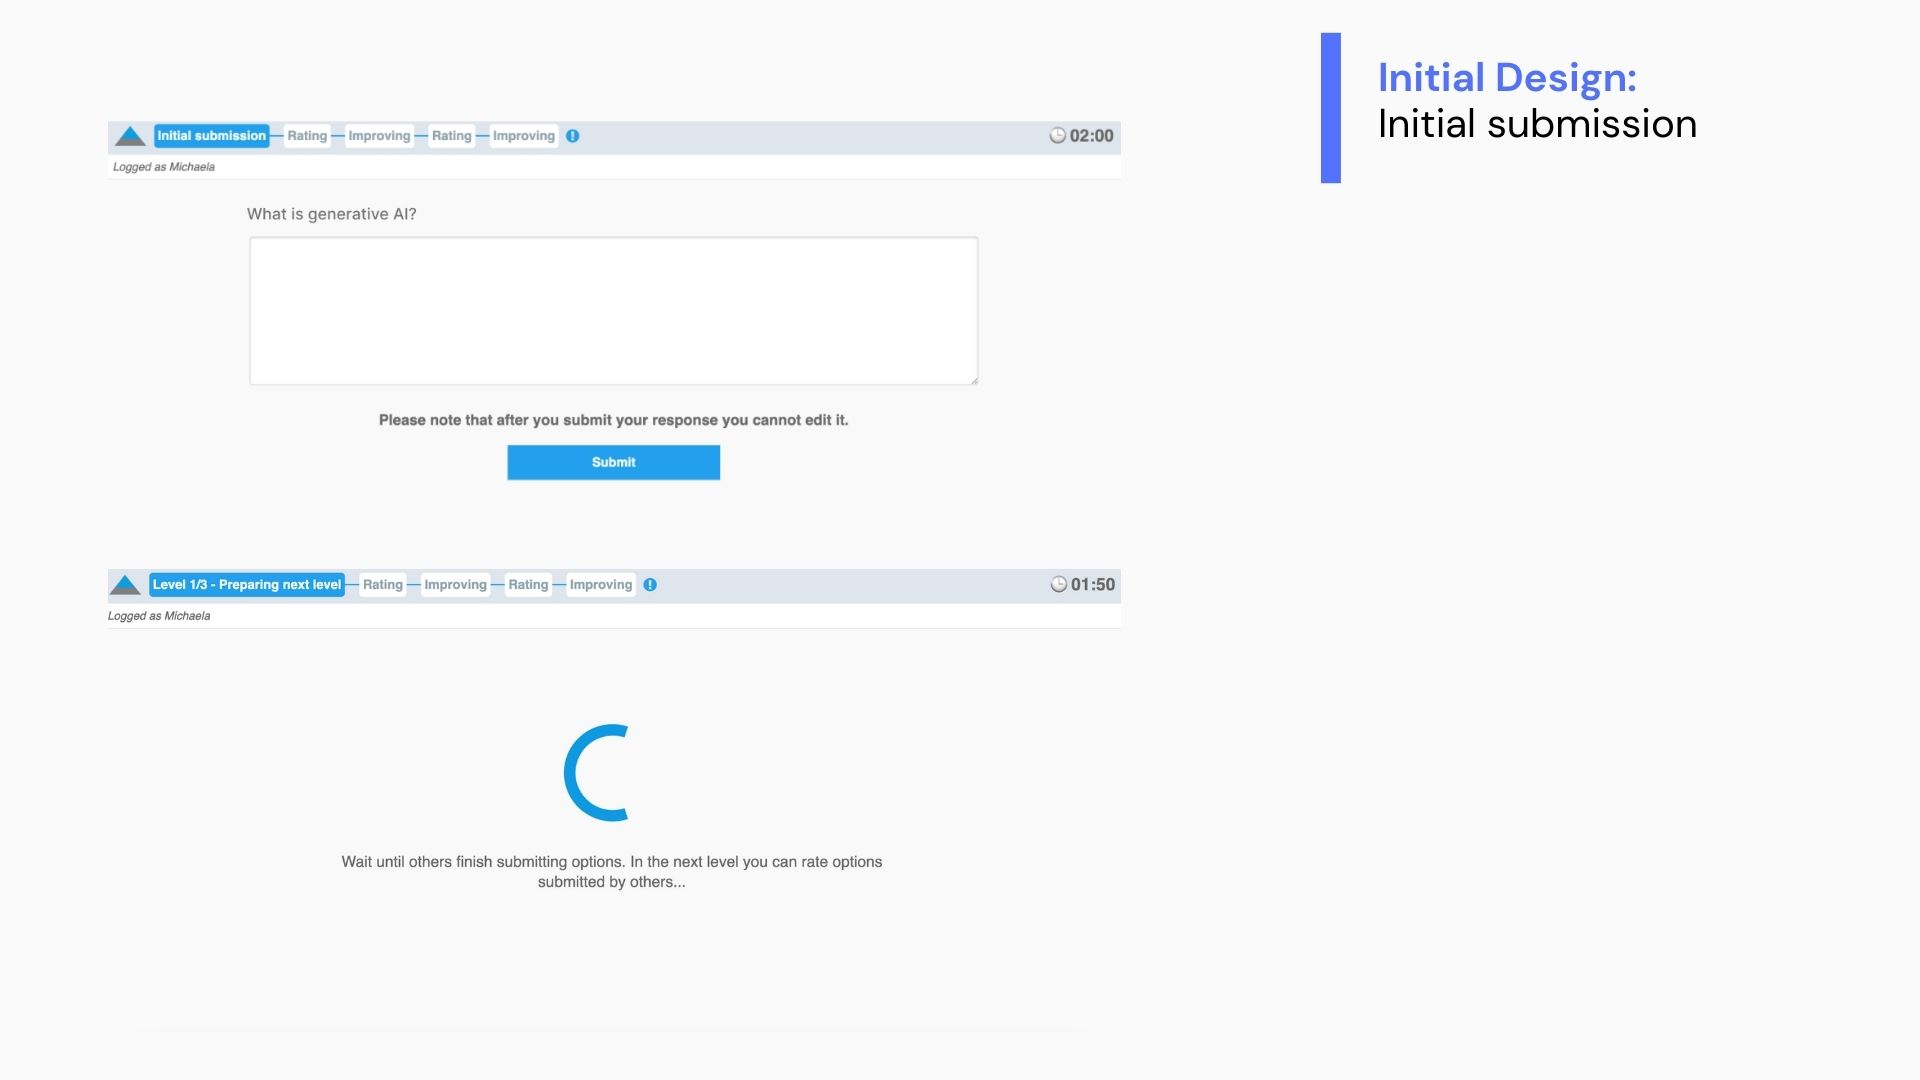 Initial Design:
Initial submission
Initial submission Rating Improving Rating Improving ! 02:00
Logged as Michaela
What is generative AI?
Please note that after you submit your response you cannot edit it.
Submit
Level 1/3 - Preparing next level Rating Improving Rating Improving ! 01:50
Logged as Michaela
Wait until others finish submitting options. In the next level you can rate options
submitted by others...